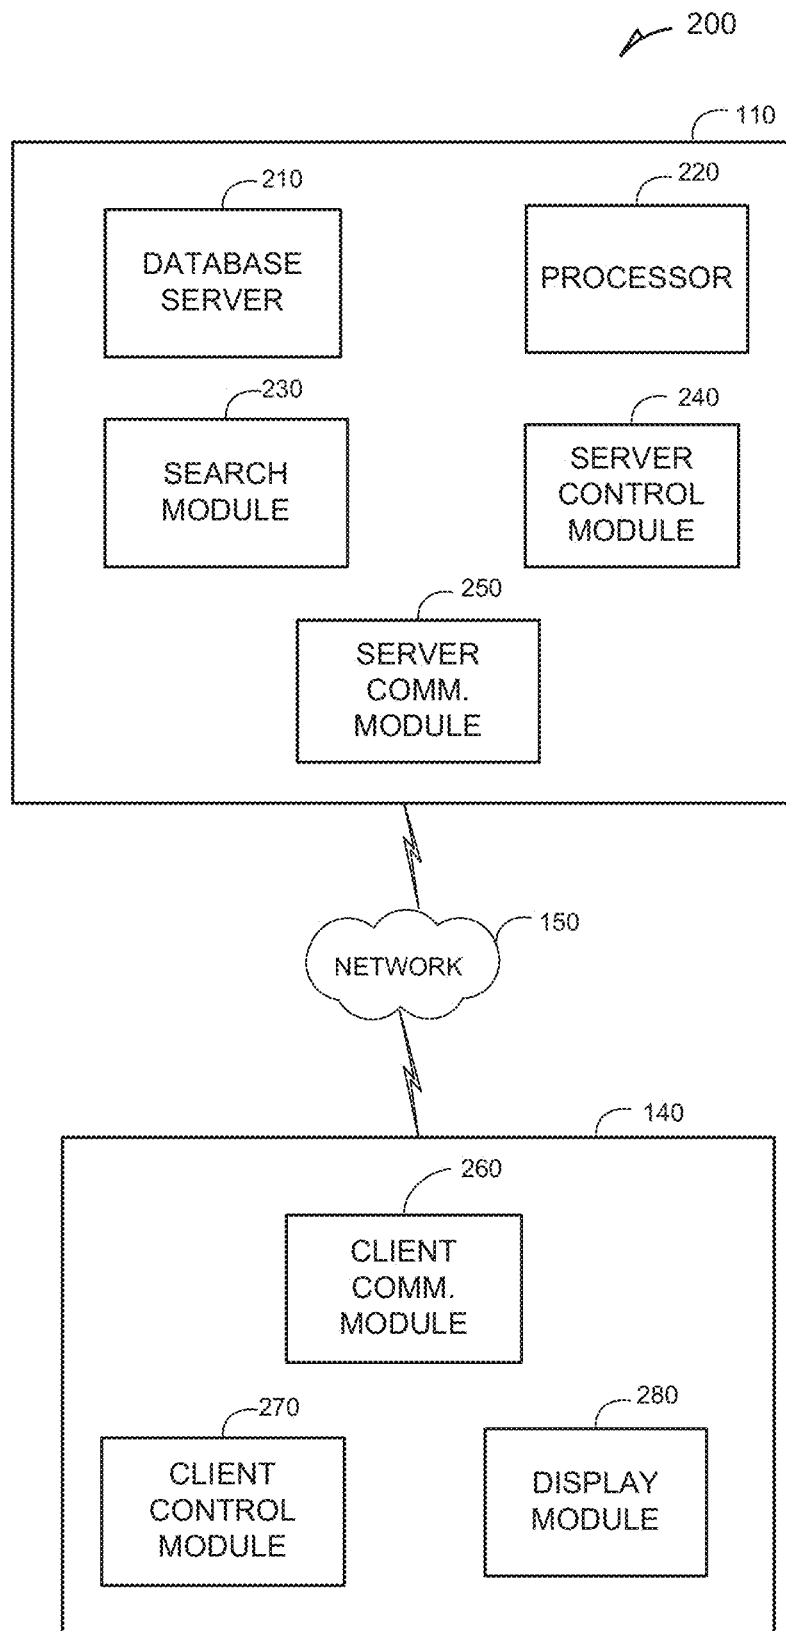 200
110
210
DATABASE
SERVER
220
PROCESSOR
230
SEARCH
MODULE
240
SERVER
CONTROL
MODULE
250
SERVER
COMM.
MODULE
150
NETWORK
140
260
CLIENT
COMM.
MODULE
270
CLIENT
CONTROL
MODULE
280
DISPLAY
MODULE